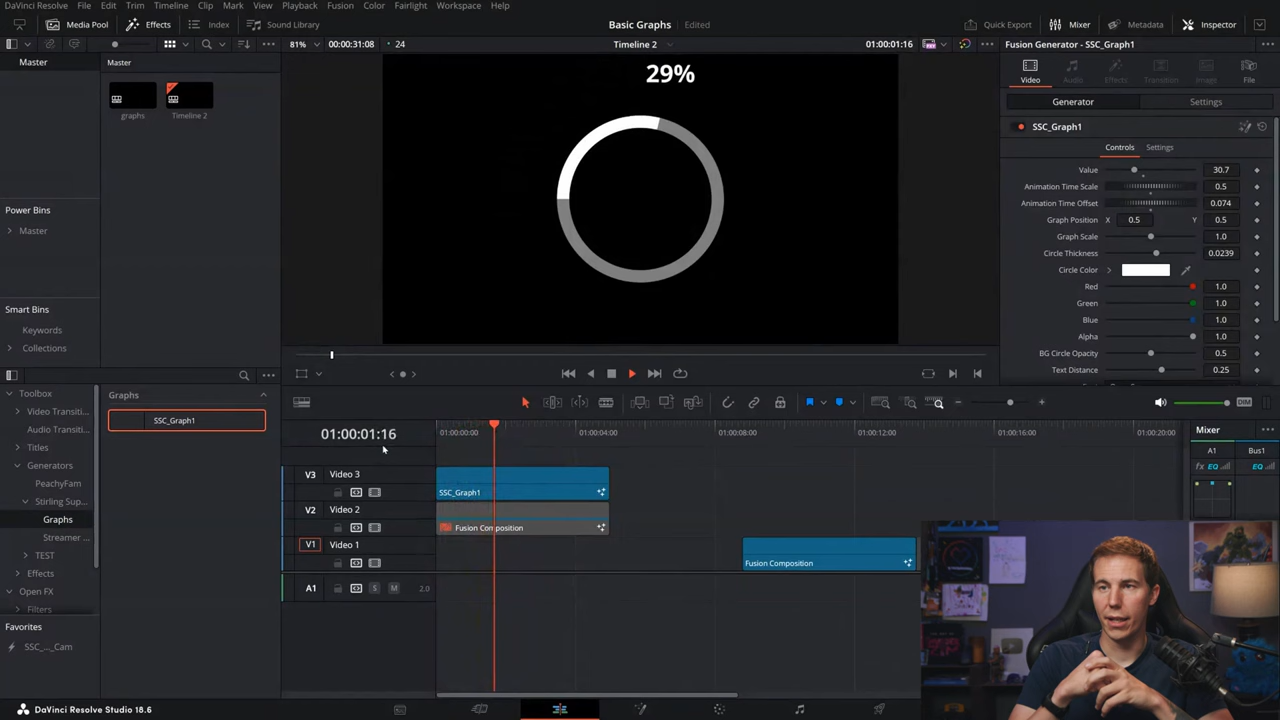 DaVinci Resolve File Edit Trim Timeline Clip Mark View Playback Fusion Color Fairlight Workspace Help
Media Pool Effects Index Sound Library Basic Graphs Edited Quick Export Mixer Metadata Inspector
81% 00:00:31:08 24 Timeline 2 01:00:01:16 Fusion Generator - SSC_Graph1
Master Master
graphs Timeline 2
Power Bins
Master
Smart Bins
Keywords
Collections
29%
Video Audio Effects Transition Image File
Generator Settings
SSC_Graph1
Controls Settings
Value 30.7
Animation Time Scale 0.5
Animation Time Offset 0.074
Graph Position X 0.5 Y 0.5
Graph Scale 1.0
Circle Thickness 0.0239
Circle Color
Red 1.0
Green 1.0
Blue 1.0
Alpha 1.0
BG Circle Opacity 0.5
Text Distance 0.25
Toolbox
Video Transiti...
Audio Transiti...
Titles
Generators
PeachyFam
Stirling Sup...
Graphs
Streamer ...
TEST
Effects
Open FX
Filters
Favorites
SSC_..._Cam
Graphs
SSC_Graph1
DIM
01:00:01:16 01:00:00:00 01:00:04:00 01:00:08:00 01:00:12:00 01:00:16:00 01:00:20:00
V3 Video 3
SSC_Graph1
V2 Video 2
Fusion Composition
V1 Video 1
Fusion Composition
A1 S M 2.0
Mixer
A1 Bus1
FX EQ FX EQ
DaVinci Resolve Studio 18.6